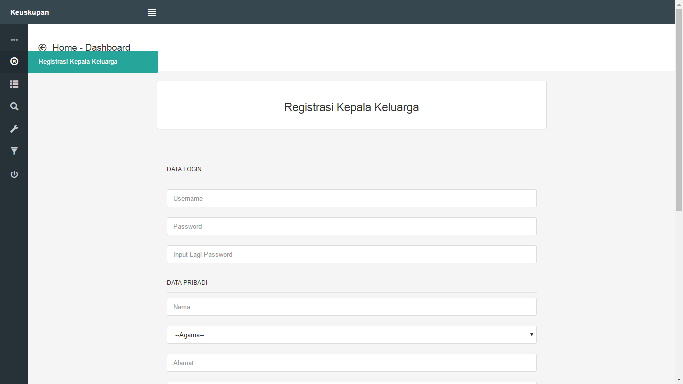 Keuskupan
Home - Dashboard
Registrasi Kepala Keluarga
Registrasi Kepala Keluarga
DATA LOGIN
Username
Password
Input Lagi Password
DATA PRIBADI
Nama
--Agama--
Alamat